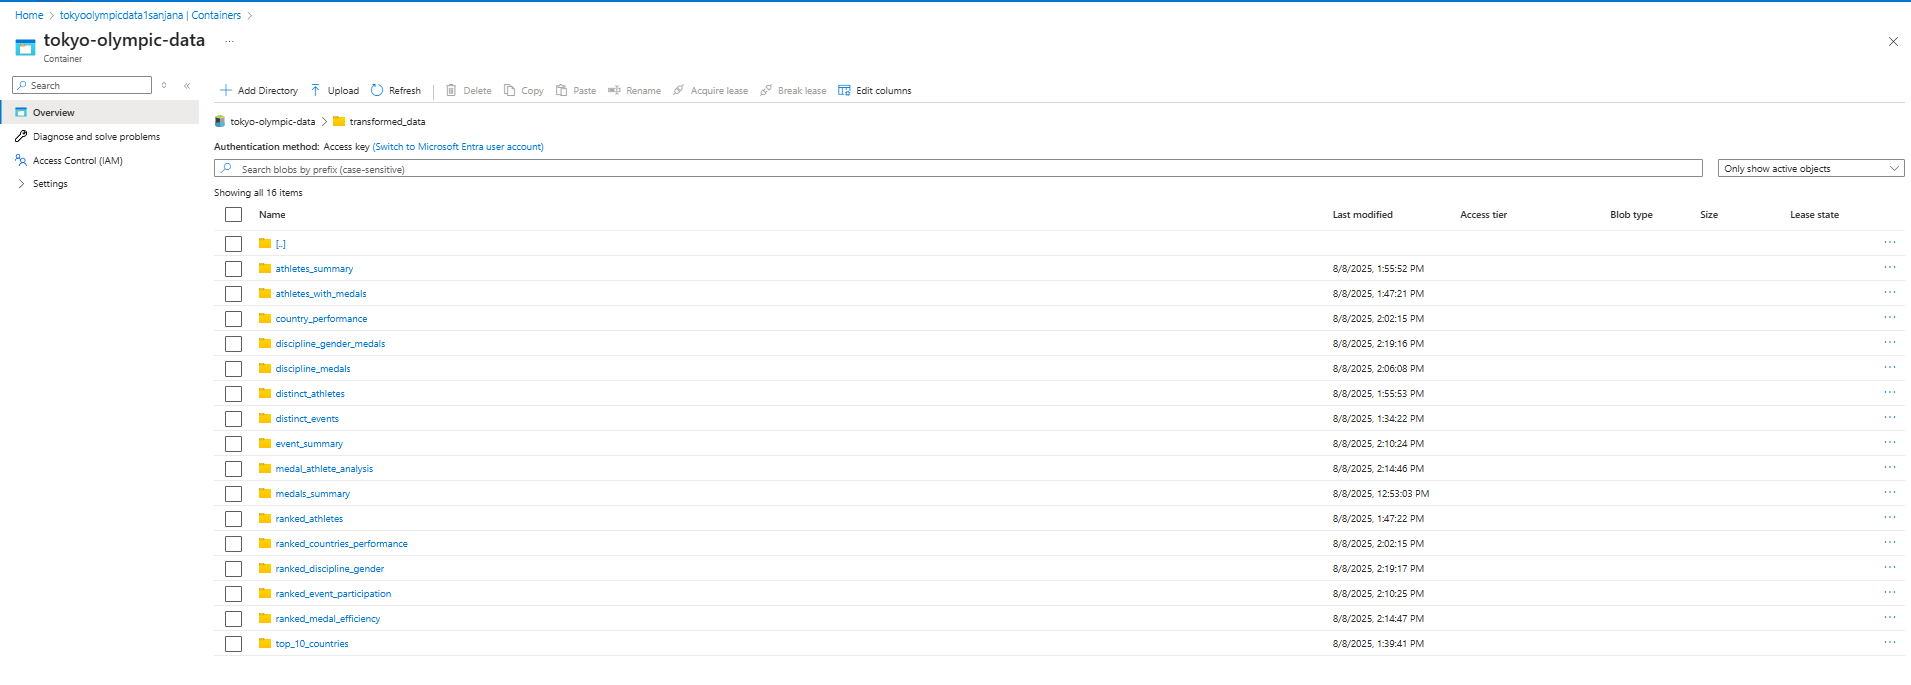 Home > tokyoolympicdata1sanjana | Containers >
tokyo-olympic-data ...
Container
Search
Overview
Diagnose and solve problems
Access Control (IAM)
Settings
Add Directory Upload Refresh Delete Copy Paste Rename Acquire lease Break lease Edit columns
tokyo-olympic-data > transformed_data
Authentication method: Access key (Switch to Microsoft Entra user account)
Search blobs by prefix (case-sensitive) Only show active objects
Showing all 16 items
Name Last modified Access tier Blob type Size Lease state
[..]
athletes_summary 8/8/2025, 1:55:52 PM
athletes_with_medals 8/8/2025, 1:47:21 PM
country_performance 8/8/2025, 2:02:15 PM
discipline_gender_medals 8/8/2025, 2:19:16 PM
discipline_medals 8/8/2025, 2:06:08 PM
distinct_athletes 8/8/2025, 1:55:53 PM
distinct_events 8/8/2025, 1:34:22 PM
event_summary 8/8/2025, 2:10:24 PM
medal_athlete_analysis 8/8/2025, 2:14:46 PM
medals_summary 8/8/2025, 12:53:03 PM
ranked_athletes 8/8/2025, 1:47:22 PM
ranked_countries_performance 8/8/2025, 2:02:15 PM
ranked_discipline_gender 8/8/2025, 2:19:17 PM
ranked_event_participation 8/8/2025, 2:10:25 PM
ranked_medal_efficiency 8/8/2025, 2:14:47 PM
top_10_countries 8/8/2025, 1:39:41 PM